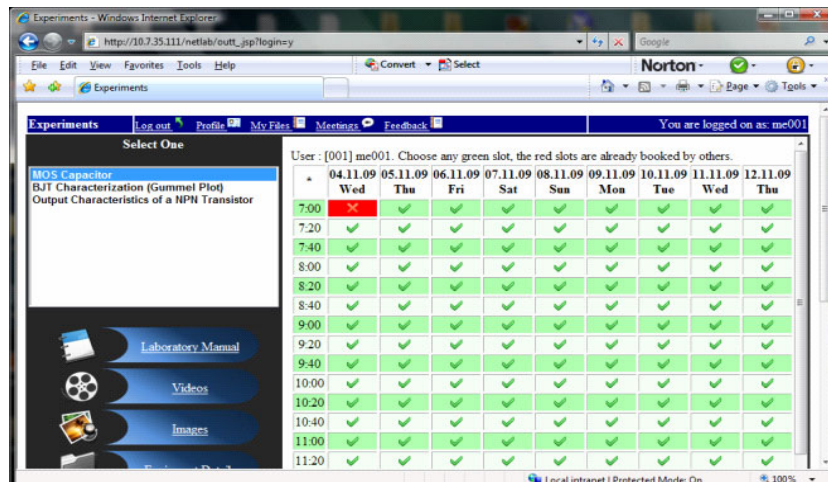 Experiments - Windows Internet Explorer
http://10.7.35.111/netlab/outt_.jsp?login=y
Google
File Edit View Favorites Tools Help
Convert Select
Norton
Experiments
Page Tools
Experiments Log out Profile My Files Meetings Feedback You are logged on as: me001
Select One
MOS Capacitor
BJT Characterization (Gummel Plot)
Output Characteristics of a NPN Transistor
Laboratory Manual
Videos
Images
User : [001] me001. Choose any green slot, the red slots are already booked by others.
04.11.09 05.11.09 06.11.09 07.11.09 08.11.09 09.11.09 10.11.09 11.11.09 12.11.09
Wed Thu Fri Sat Sun Mon Tue Wed Thu
7:00
7:20
7:40
8:00
8:20
8:40
9:00
9:20
9:40
10:00
10:20
10:40
11:00
11:20
Local intranet | Protected Mode: On 100%